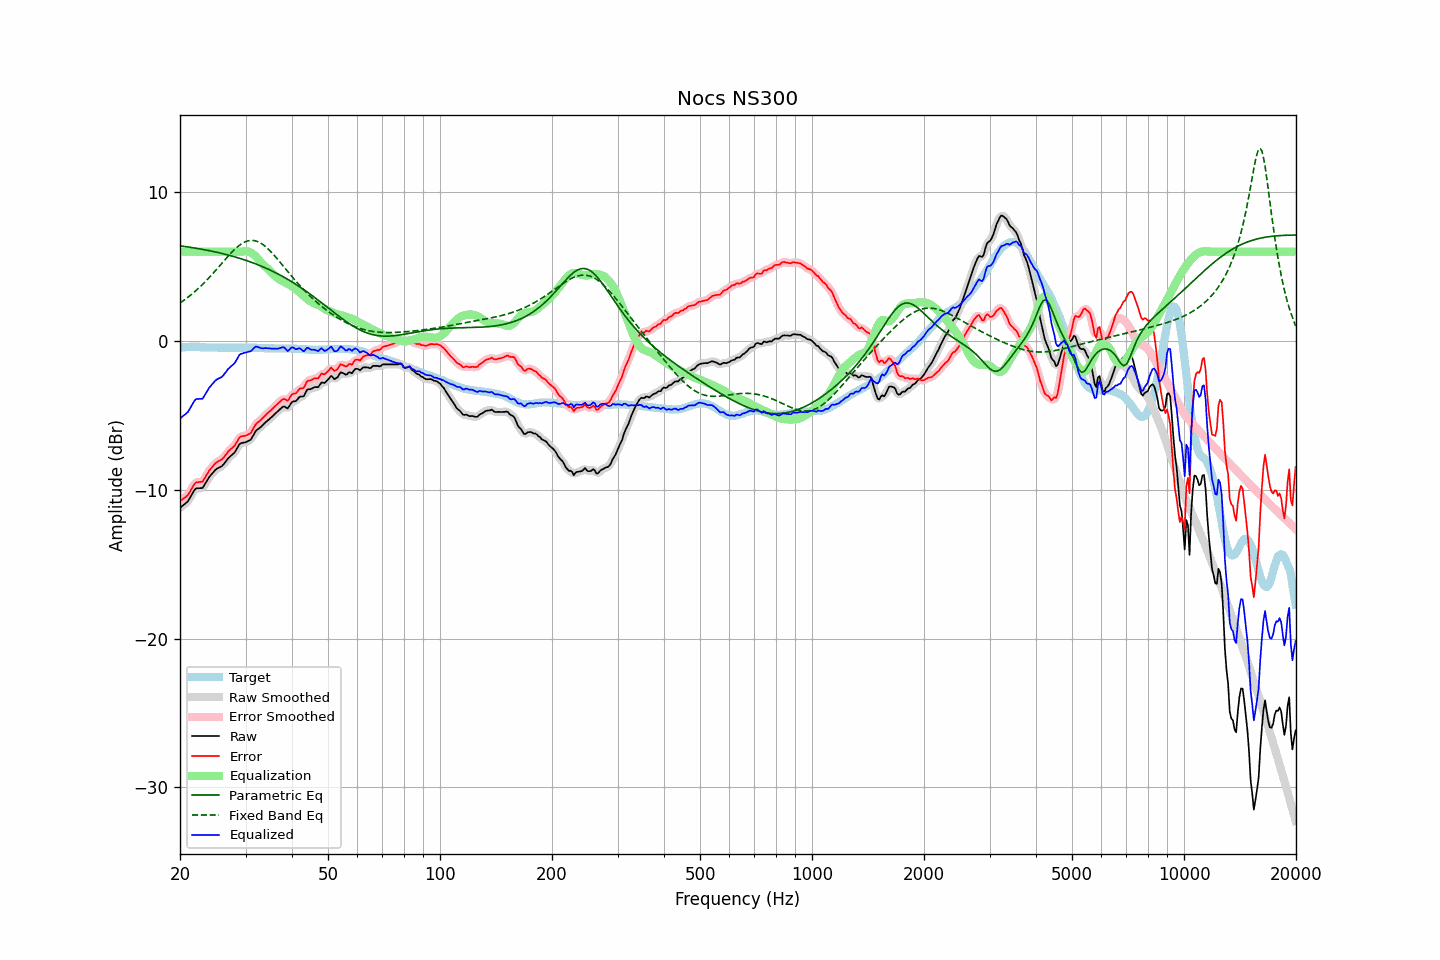 Nocs NS300
Amplitude (dBr)
10
0
−10
−20
−30
Target
Raw Smoothed
Error Smoothed
Raw
Error
Equalization
Parametric Eq
Fixed Band Eq
Equalized
20 50 100 200 500 1000 2000 5000 10000 20000
Frequency (Hz)